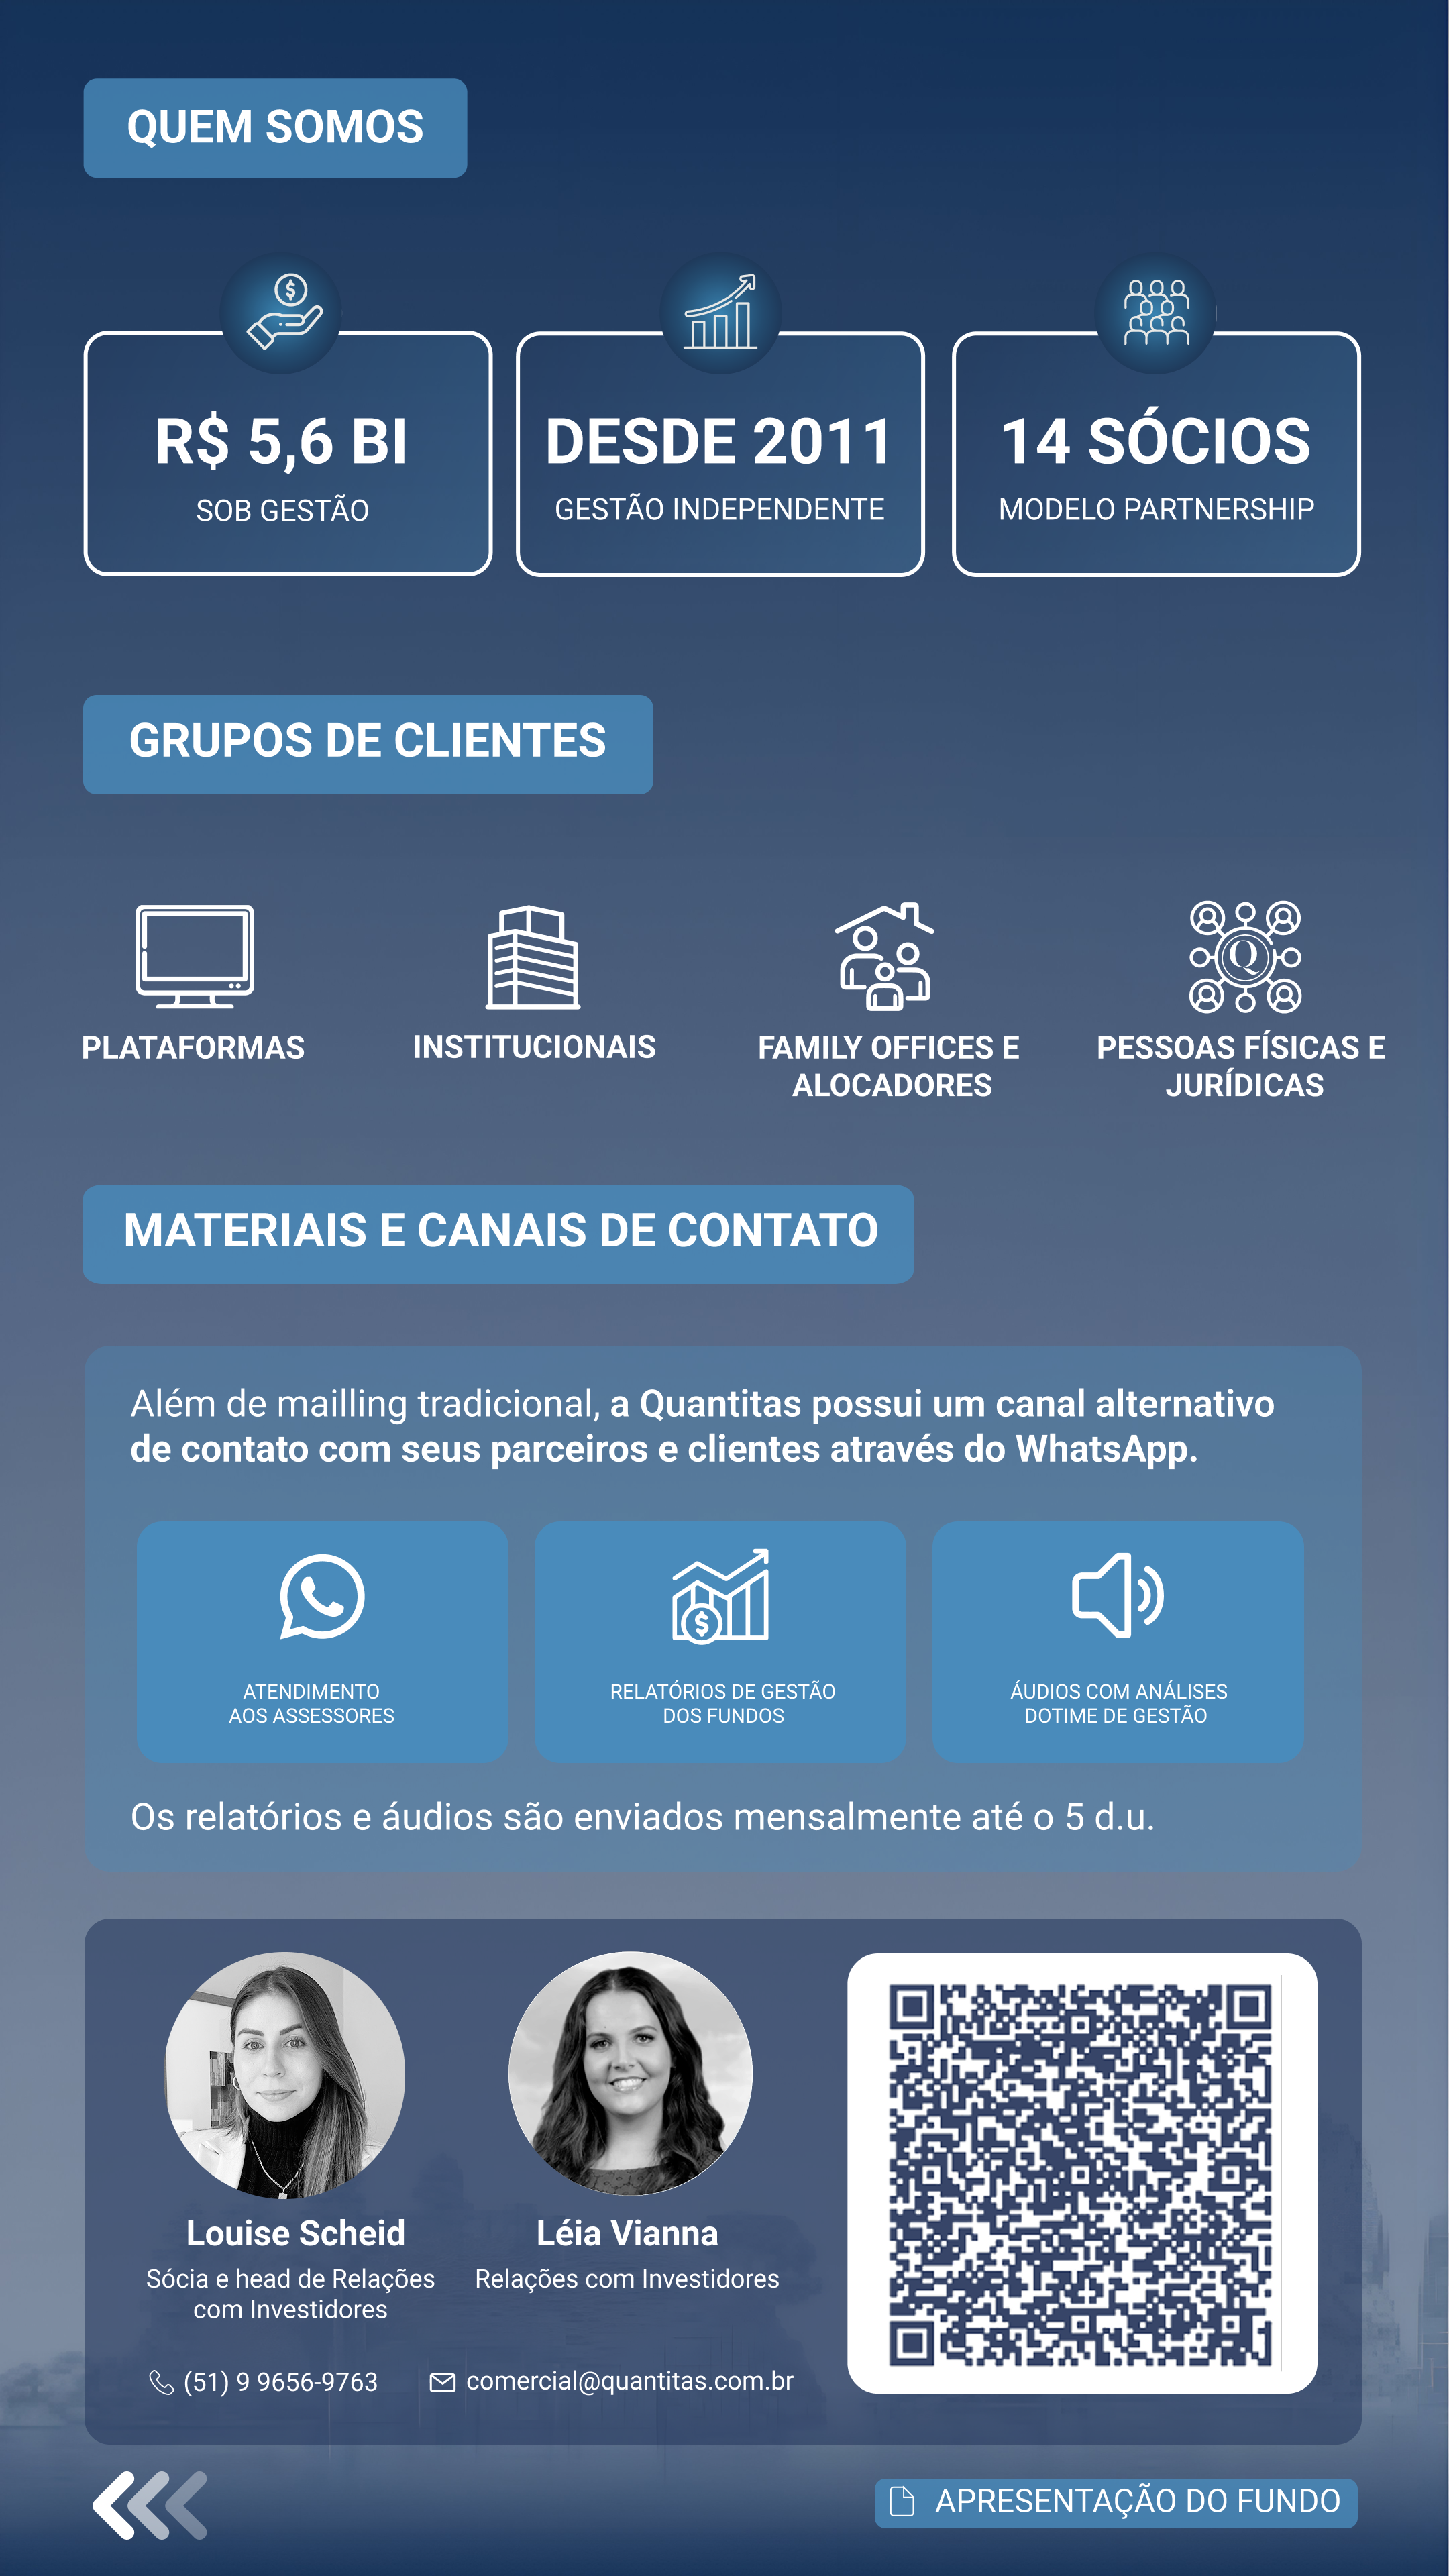 QUEM SOMOS
R$ 5,6 BI
SOB GESTÃO
DESDE 2011
GESTÃO INDEPENDENTE
14 SÓCIOS
MODELO PARTNERSHIP
GRUPOS DE CLIENTES
PLATAFORMAS
INSTITUCIONAIS
FAMILY OFFICES E
ALOCADORES
Q
PESSOAS FÍSICAS E
JURÍDICAS
MATERIAIS E CANAIS DE CONTATO
Além de mailling tradicional, a Quantitas possui um canal alternativo
de contato com seus parceiros e clientes através do WhatsApp.
ATENDIMENTO
AOS ASSESSORES
RELATÓRIOS DE GESTÃO
DOS FUNDOS
ÁUDIOS COM ANÁLISES
DOTIME DE GESTÃO
Os relatórios e áudios são enviados mensalmente até o 5 d.u.
Louise Scheid
Sócia e head de Relações
com Investidores
Léia Vianna
Relações com Investidores
(51) 9 9656-9763
comercial@quantitas.com.br
APRESENTAÇÃO DO FUNDO